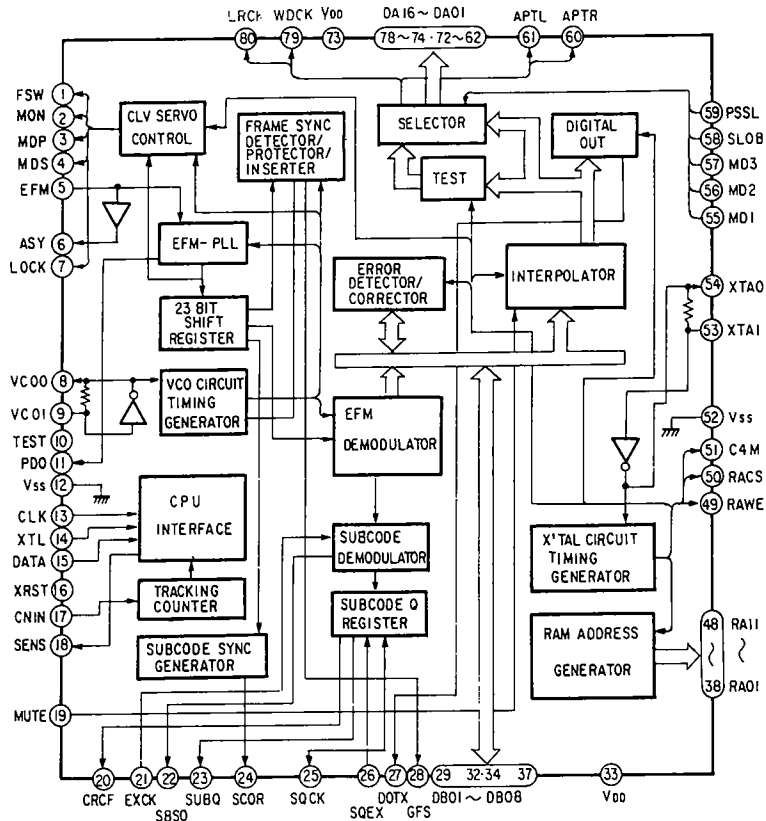 LRCK WDCK VDD DA16~DA01 APTL APTR
80 79 73 78~74·72~62 61 60
FSW 1
MON 2
MDP 3
MDS 4
EFM 5
ASY 6
LOCK 7
VCOO 8
VCOI 9
TEST 10
PDO 11
Vss 12
CLK 13
XTL 14
DATA 15
XRST 16
CNIN 17
SENS 18
MUTE 19
CLV SERVO
CONTROL
FRAME SYNC
DETECTOR/
PROTECTOR/
INSERTER
SELECTOR
TEST
DIGITAL
OUT
EFM-PLL
23 BIT
SHIFT
REGISTER
ERROR
DETECTOR/
CORRECTOR
INTERPOLATOR
VCO CIRCUIT
TIMING
GENERATOR
EFM
DEMODULATOR
CPU
INTERFACE
TRACKING
COUNTER
SUBCODE SYNC
GENERATOR
SUBCODE
DEMODULATOR
SUBCODE Q
REGISTER
X'TAL CIRCUIT
TIMING
GENERATOR
RAM ADDRESS
GENERATOR
59 PSSL
58 SLOB
57 MD3
56 MD2
55 MD1
54 XTAO
53 XTAI
52 Vss
51 C4M
50 RACS
49 RAWE
48 RA11
~ ~
38 RA01
20 21 22 23 24 25 26 27 28 29 32·34 37 33
CRCF EXCK SBSO SUBQ SCOR SQCK SQEX DOTX GFS DB01~DB08 VDD